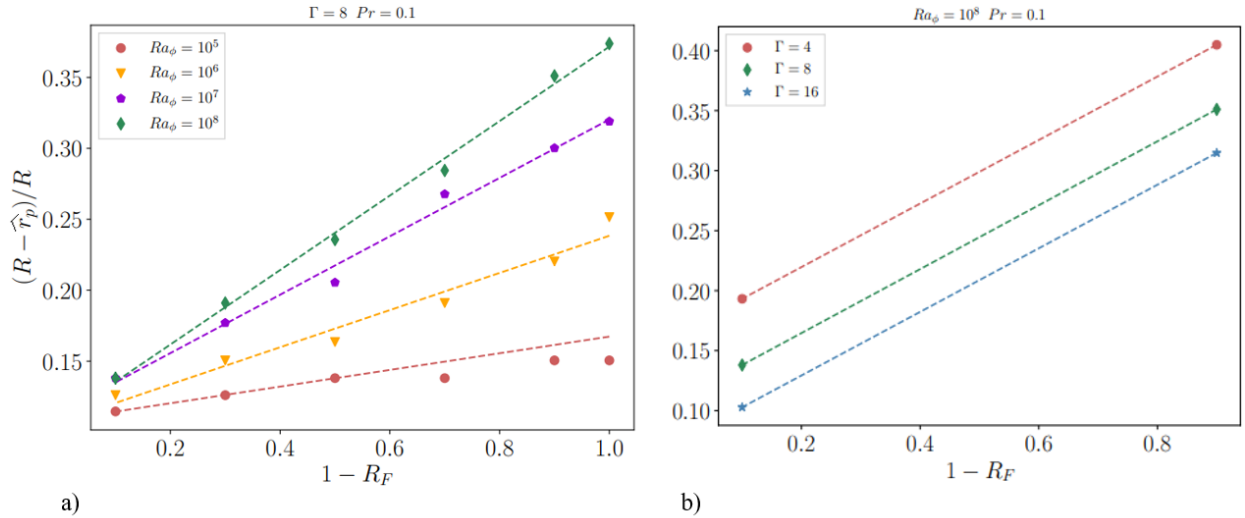 Γ = 8 Pr = 0.1
Ra_ϕ = 10^5
Ra_ϕ = 10^6
Ra_ϕ = 10^7
Ra_ϕ = 10^8
(R − \widehat{r}_p)/R
0.35
0.30
0.25
0.20
0.15
0.2 0.4 0.6 0.8 1.0
1 − R_F
a)
Ra_ϕ = 10^8 Pr = 0.1
Γ = 4
Γ = 8
Γ = 16
0.40
0.35
0.30
0.25
0.20
0.15
0.10
0.2 0.4 0.6 0.8
1 − R_F
b)